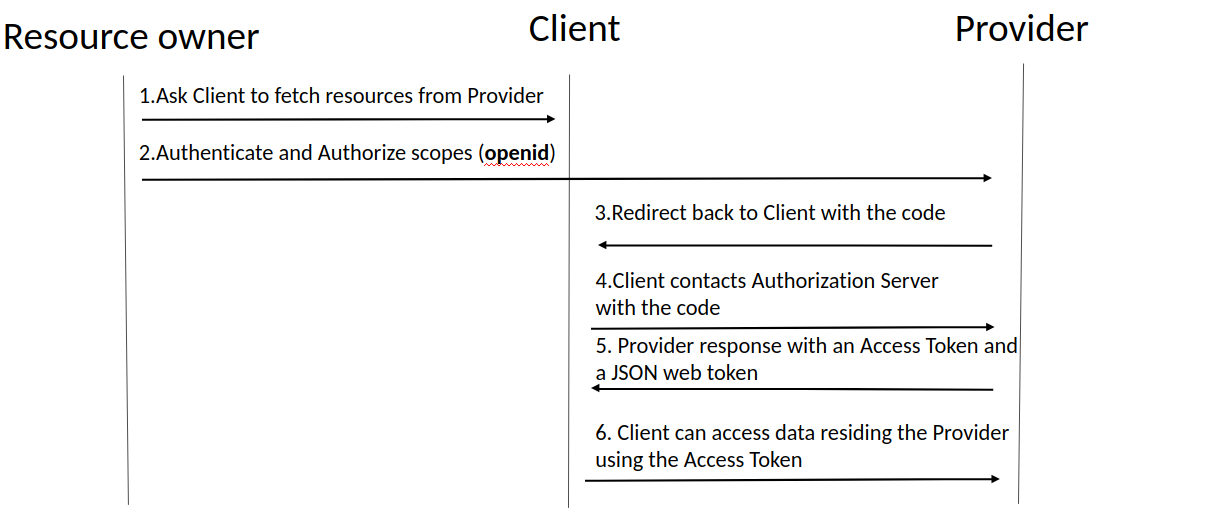 Resource owner
Client
Provider
1.Ask Client to fetch resources from Provider
2.Authenticate and Authorize scopes (openid)
3.Redirect back to Client with the code
4.Client contacts Authorization Server
with the code
5. Provider response with an Access Token and
a JSON web token
6. Client can access data residing the Provider
using the Access Token